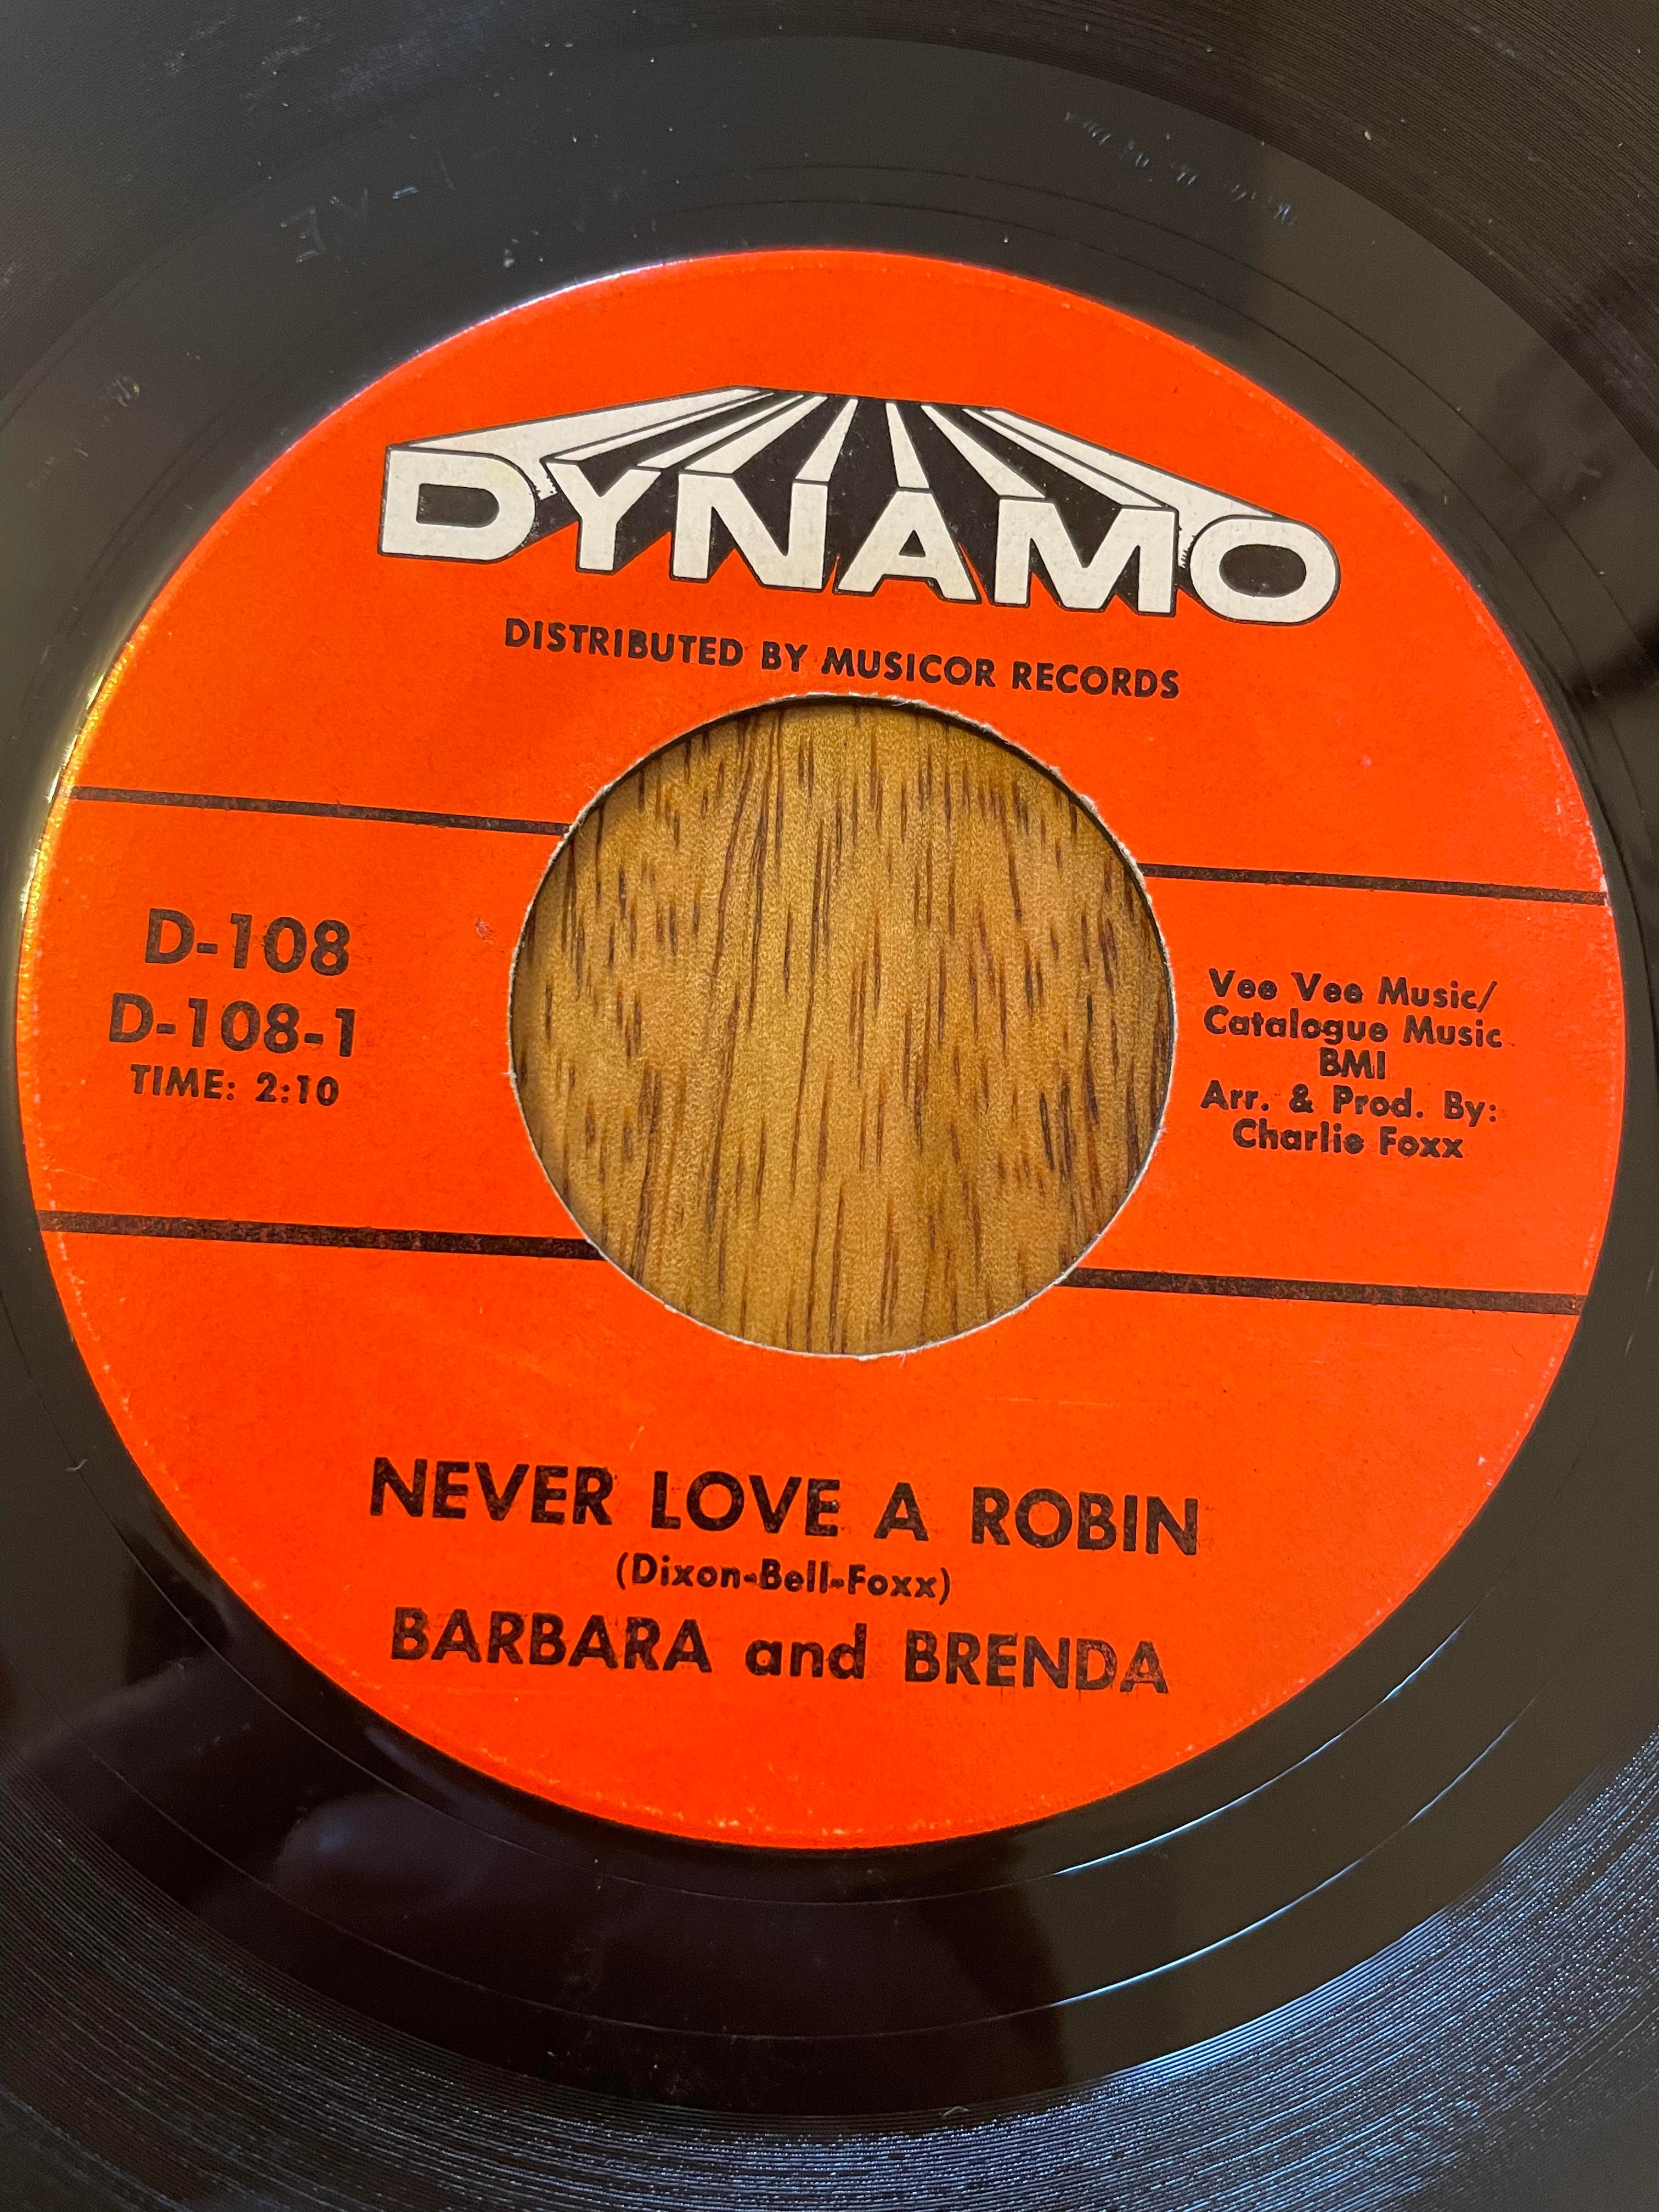 DYNAMO
DISTRIBUTED BY MUSICOR RECORDS
D-108
D-108-1
TIME: 2:10
Vee Vee Music/
Catalogue Music
BMI
Arr. & Prod. By:
Charlie Foxx
NEVER LOVE A ROBIN
(Dixon-Bell-Foxx)
BARBARA and BRENDA